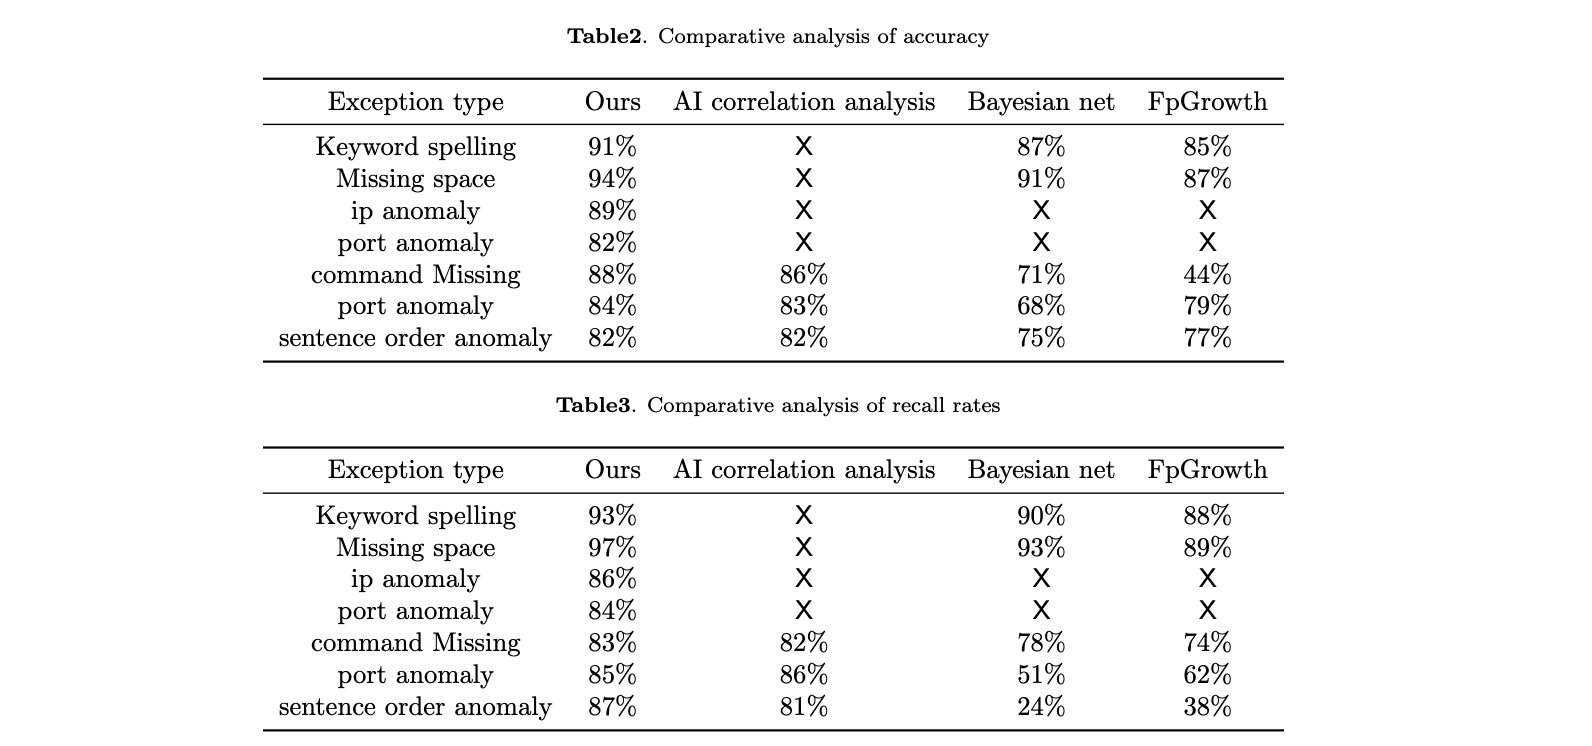 Table2. Comparative analysis of accuracy
Exception type Ours AI correlation analysis Bayesian net FpGrowth
Keyword spelling 91% X 87% 85%
Missing space 94% X 91% 87%
ip anomaly 89% X X X
port anomaly 82% X X X
command Missing 88% 86% 71% 44%
port anomaly 84% 83% 68% 79%
sentence order anomaly 82% 82% 75% 77%
Table3. Comparative analysis of recall rates
Exception type Ours AI correlation analysis Bayesian net FpGrowth
Keyword spelling 93% X 90% 88%
Missing space 97% X 93% 89%
ip anomaly 86% X X X
port anomaly 84% X X X
command Missing 83% 82% 78% 74%
port anomaly 85% 86% 51% 62%
sentence order anomaly 87% 81% 24% 38%